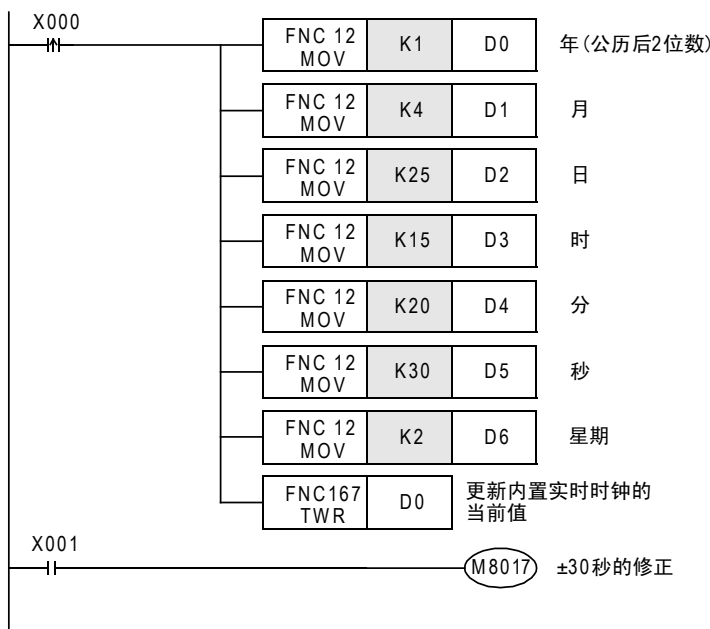 X000
FNC 12
MOV
K1
D0
年(公历后2位数)
FNC 12
MOV
K4
D1
月
FNC 12
MOV
K25
D2
日
FNC 12
MOV
K15
D3
时
FNC 12
MOV
K20
D4
分
FNC 12
MOV
K30
D5
秒
FNC 12
MOV
K2
D6
星期
FNC167
TWR
D0
更新内置实时时钟的
当前值
X001
M8017
±30秒的修正